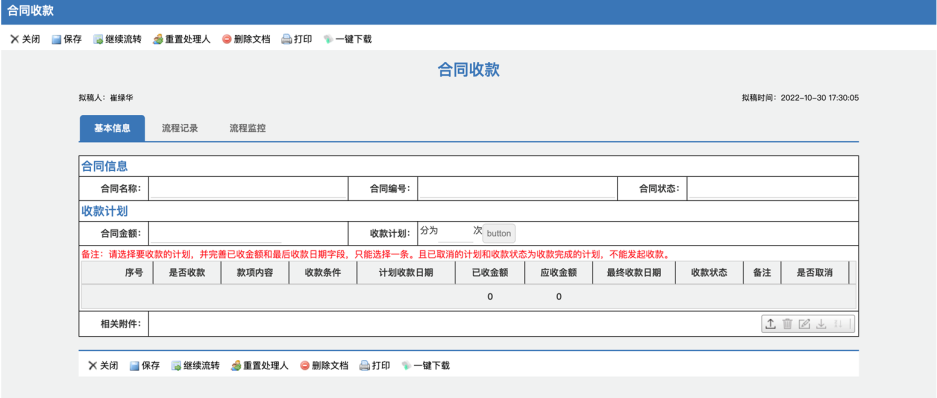 合同收款
关闭 保存 继续流转 重置处理人 删除文档 打印 一键下载
合同收款
拟稿人：崔绿华 拟稿时间：2022-10-30 17:30:05
基本信息 流程记录 流程监控
合同信息
合同名称： 合同编号： 合同状态：
收款计划
合同金额： 收款计划： 分为 次 button
备注：请选择要收款的计划，并完善已收金额和最后收款日期字段，只能选择一条。且已取消的计划和收款状态为收款完成的计划，不能发起收款。
序号 是否收款 款项内容 收款条件 计划收款日期 已收金额 应收金额 最终收款日期 收款状态 备注 是否取消
0 0
相关附件：
关闭 保存 继续流转 重置处理人 删除文档 打印 一键下载